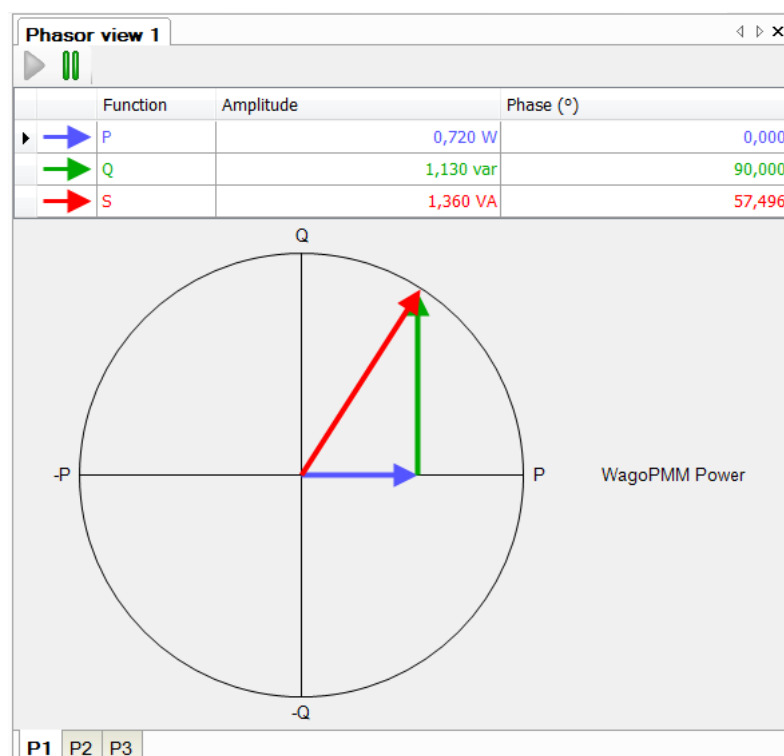 Phasor view 1
Function Amplitude Phase (°)
P 0,720 W 0,000
Q 1,130 var 90,000
S 1,360 VA 57,496
Q
-P P WagoPMM Power
-Q
P1 P2 P3